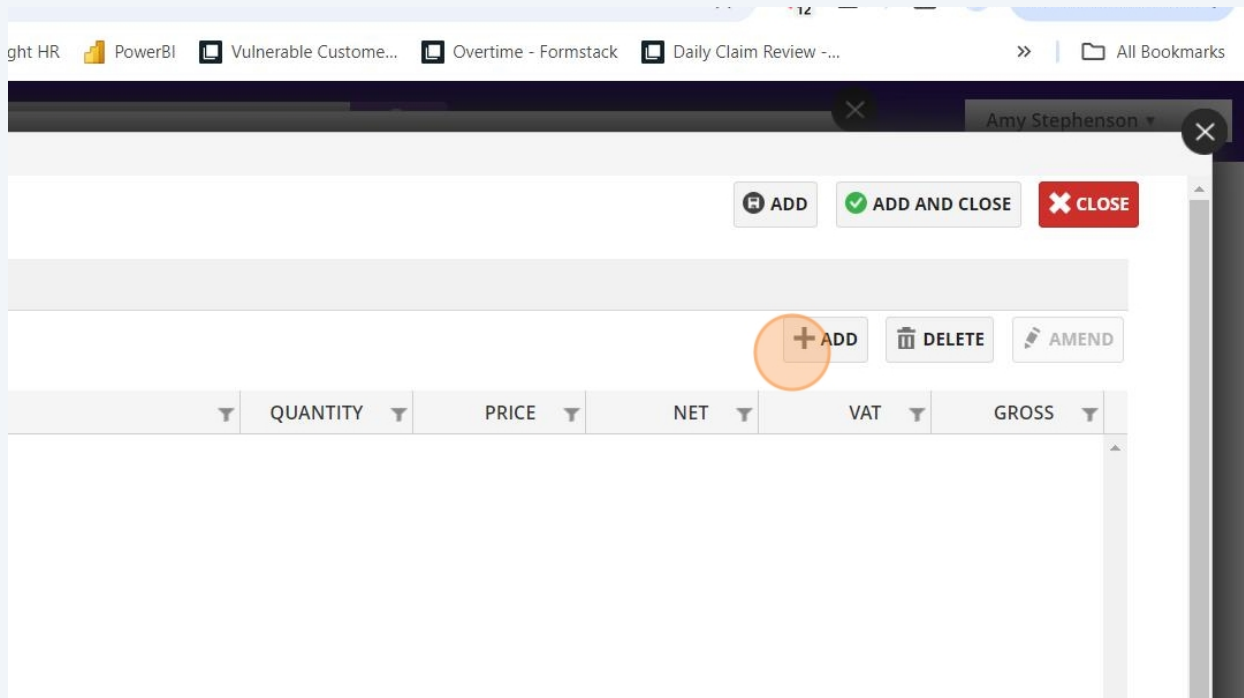 12
ght HR PowerBI Vulnerable Custome... Overtime - Formstack Daily Claim Review -... » All Bookmarks
Amy Stephenson
ADD ADD AND CLOSE CLOSE
ADD DELETE AMEND
QUANTITY PRICE NET VAT GROSS